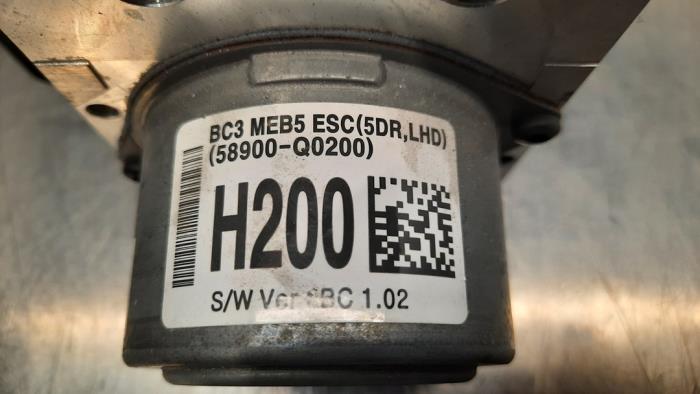 BC3 MEB5 ESC(5DR,LHD)
(58900-Q0200)
H200
S/W Ver BC 1.02